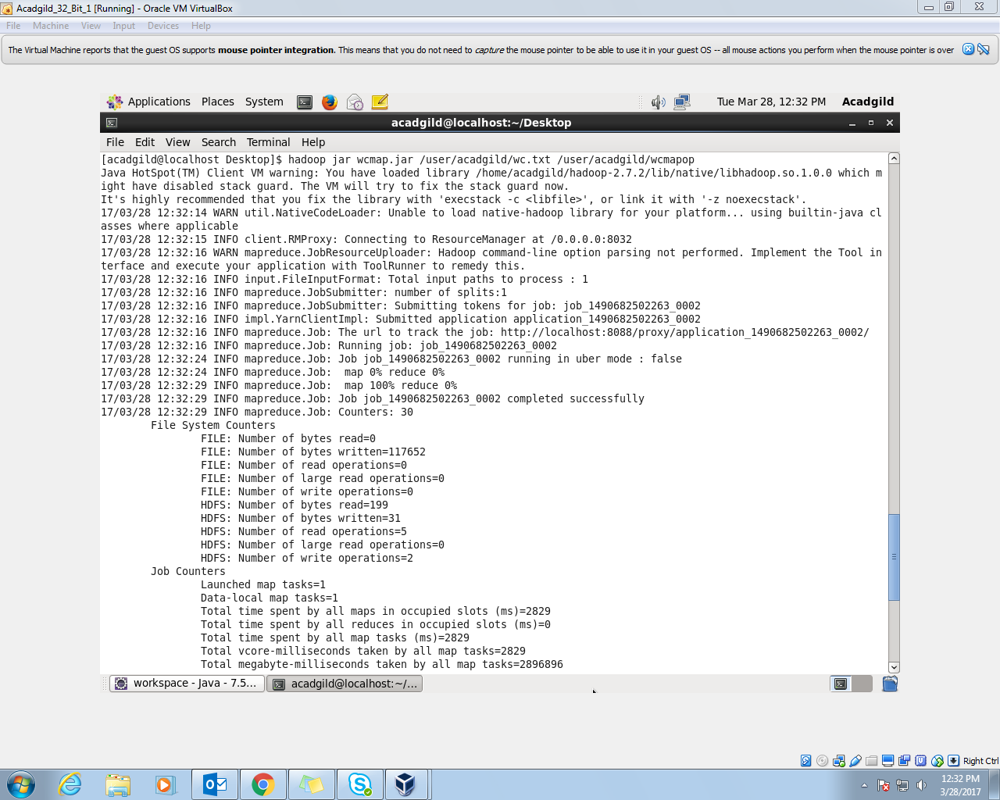 Acadgild_32_Bit_1 [Running] - Oracle VM VirtualBox
File Machine View Input Devices Help
The Virtual Machine reports that the guest OS supports mouse pointer integration. This means that you do not need to capture the mouse pointer to be able to use it in your guest OS -- all mouse actions you perform when the mouse pointer is over
Applications Places System Tue Mar 28, 12:32 PM Acadgild
acadgild@localhost:~/Desktop
File Edit View Search Terminal Help
[acadgild@localhost Desktop]$ hadoop jar wcmap.jar /user/acadgild/wc.txt /user/acadgild/wcmapop
Java HotSpot(TM) Client VM warning: You have loaded library /home/acadgild/hadoop-2.7.2/lib/native/libhadoop.so.1.0.0 which m
ight have disabled stack guard. The VM will try to fix the stack guard now.
It's highly recommended that you fix the library with 'execstack -c <libfile>', or link it with '-z noexecstack'.
17/03/28 12:32:14 WARN util.NativeCodeLoader: Unable to load native-hadoop library for your platform... using builtin-java cl
asses where applicable
17/03/28 12:32:15 INFO client.RMProxy: Connecting to ResourceManager at /0.0.0.0:8032
17/03/28 12:32:16 WARN mapreduce.JobResourceUploader: Hadoop command-line option parsing not performed. Implement the Tool in
terface and execute your application with ToolRunner to remedy this.
17/03/28 12:32:16 INFO input.FileInputFormat: Total input paths to process : 1
17/03/28 12:32:16 INFO mapreduce.JobSubmitter: number of splits:1
17/03/28 12:32:16 INFO mapreduce.JobSubmitter: Submitting tokens for job: job_1490682502263_0002
17/03/28 12:32:16 INFO impl.YarnClientImpl: Submitted application application_1490682502263_0002
17/03/28 12:32:16 INFO mapreduce.Job: The url to track the job: http://localhost:8088/proxy/application_1490682502263_0002/
17/03/28 12:32:16 INFO mapreduce.Job: Running job: job_1490682502263_0002
17/03/28 12:32:24 INFO mapreduce.Job: Job job_1490682502263_0002 running in uber mode : false
17/03/28 12:32:24 INFO mapreduce.Job:  map 0% reduce 0%
17/03/28 12:32:29 INFO mapreduce.Job:  map 100% reduce 0%
17/03/28 12:32:29 INFO mapreduce.Job: Job job_1490682502263_0002 completed successfully
17/03/28 12:32:29 INFO mapreduce.Job: Counters: 30
File System Counters
FILE: Number of bytes read=0
FILE: Number of bytes written=117652
FILE: Number of read operations=0
FILE: Number of large read operations=0
FILE: Number of write operations=0
HDFS: Number of bytes read=199
HDFS: Number of bytes written=31
HDFS: Number of read operations=5
HDFS: Number of large read operations=0
HDFS: Number of write operations=2
Job Counters
Launched map tasks=1
Data-local map tasks=1
Total time spent by all maps in occupied slots (ms)=2829
Total time spent by all reduces in occupied slots (ms)=0
Total time spent by all map tasks (ms)=2829
Total vcore-milliseconds taken by all map tasks=2829
Total megabyte-milliseconds taken by all map tasks=2896896
workspace - Java - 7.5... acadgild@localhost:~/...
Right Ctrl
12:32 PM
3/28/2017